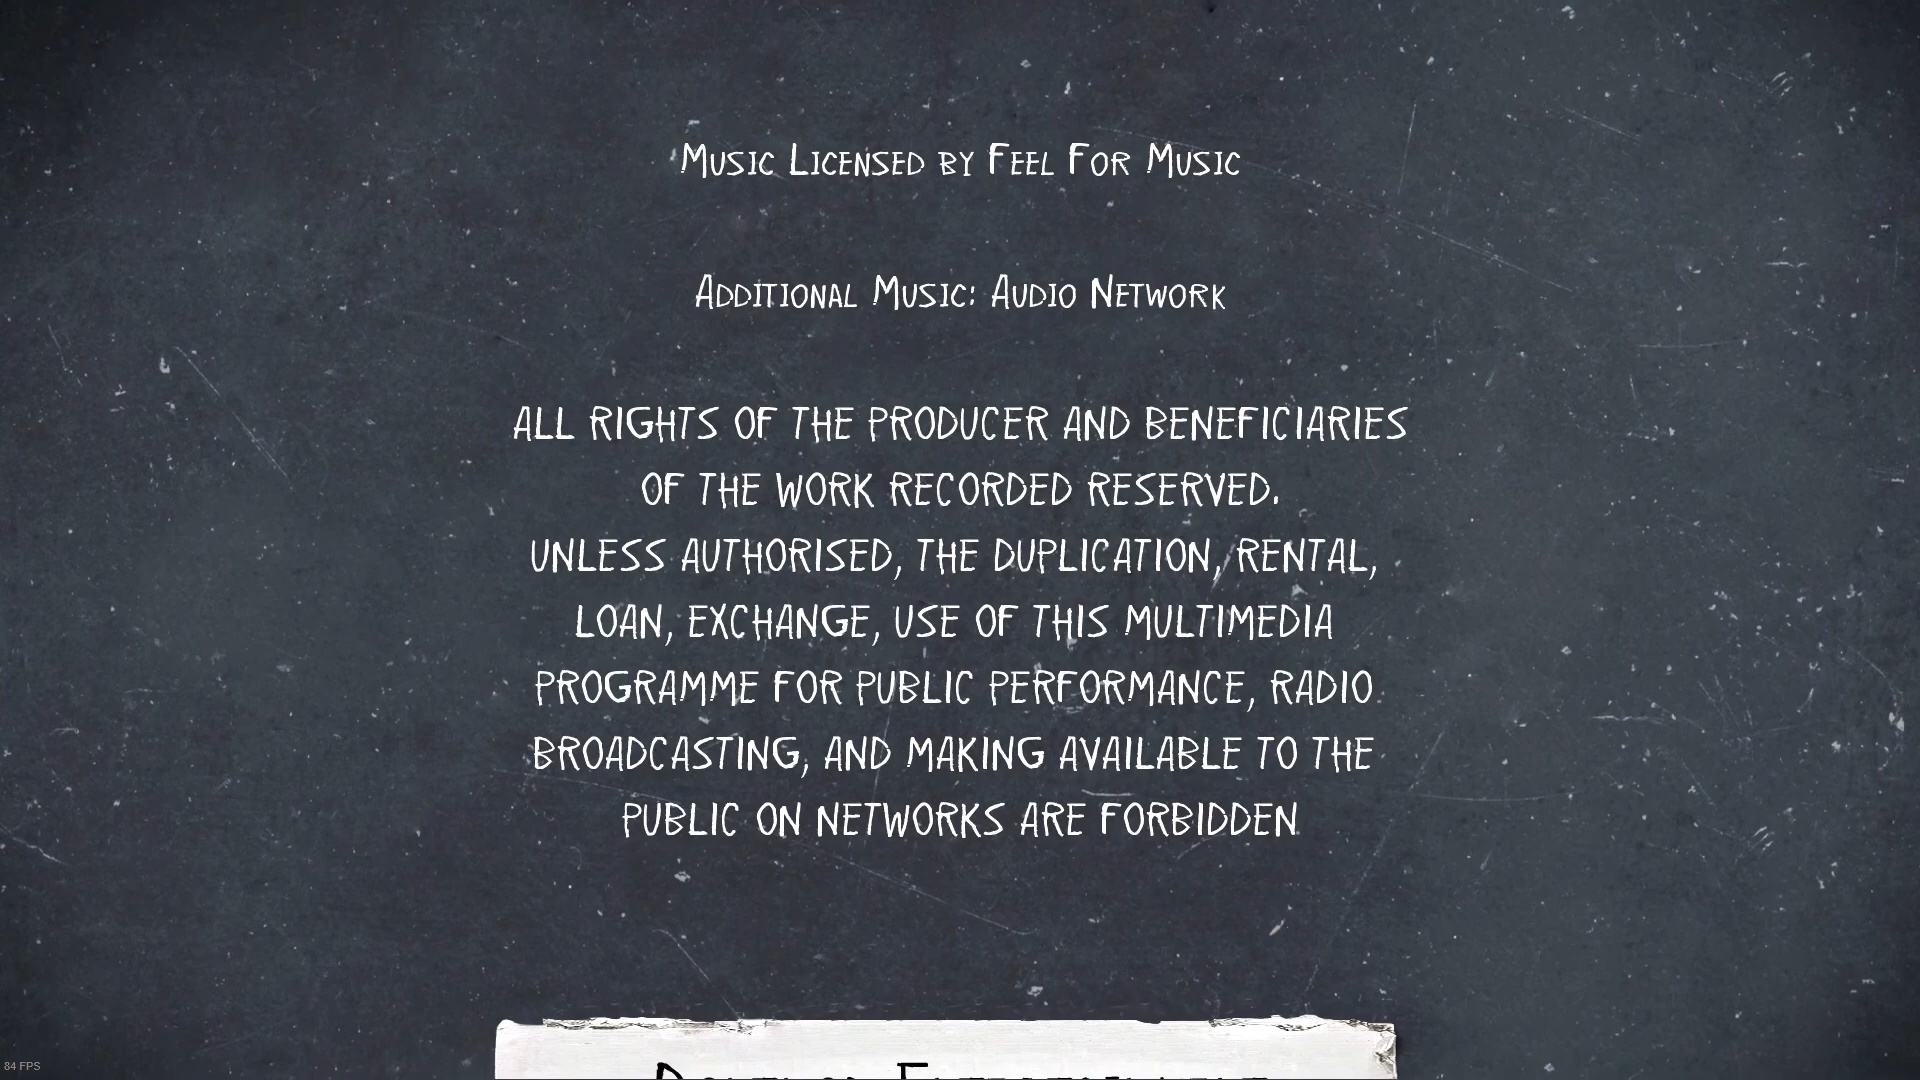 Music Licensed by Feel For Music
Additional Music: Audio Network
ALL RIGHTS OF THE PRODUCER AND BENEFICIARIES
OF THE WORK RECORDED RESERVED.
UNLESS AUTHORISED, THE DUPLICATION, RENTAL,
LOAN, EXCHANGE, USE OF THIS MULTIMEDIA
PROGRAMME FOR PUBLIC PERFORMANCE, RADIO
BROADCASTING, AND MAKING AVAILABLE TO THE
PUBLIC ON NETWORKS ARE FORBIDDEN
84 FPS